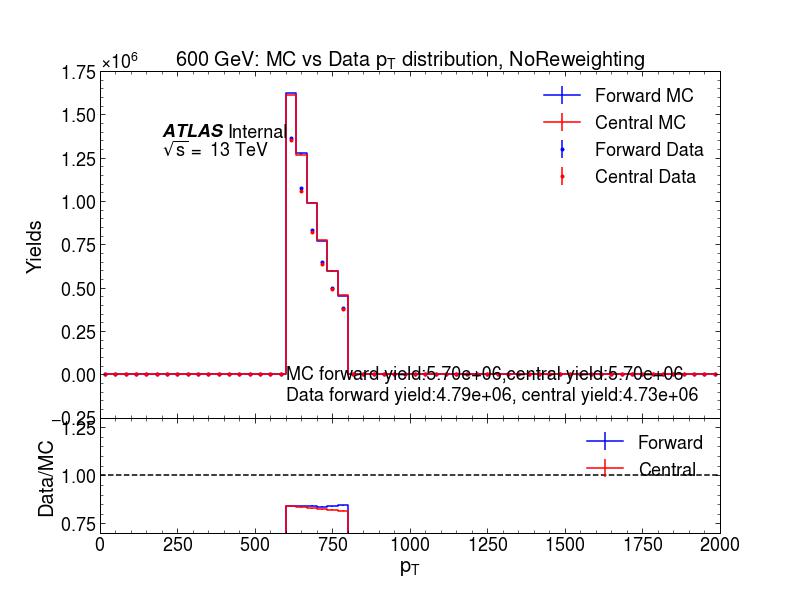 ×10⁶
600 GeV: MC vs Data p_T distribution, NoReweighting
ATLAS Internal
√s = 13 TeV
Forward MC
Central MC
Forward Data
Central Data
Yields
1.75
1.50
1.25
1.00
0.75
0.50
0.25
0.00
−0.25
MC forward yield:5.70e+06,central yield:5.70e+06
Data forward yield:4.79e+06, central yield:4.73e+06
Data/MC
1.25
1.00
0.75
Forward
Central
0 250 500 750 1000 1250 1500 1750 2000
p_T